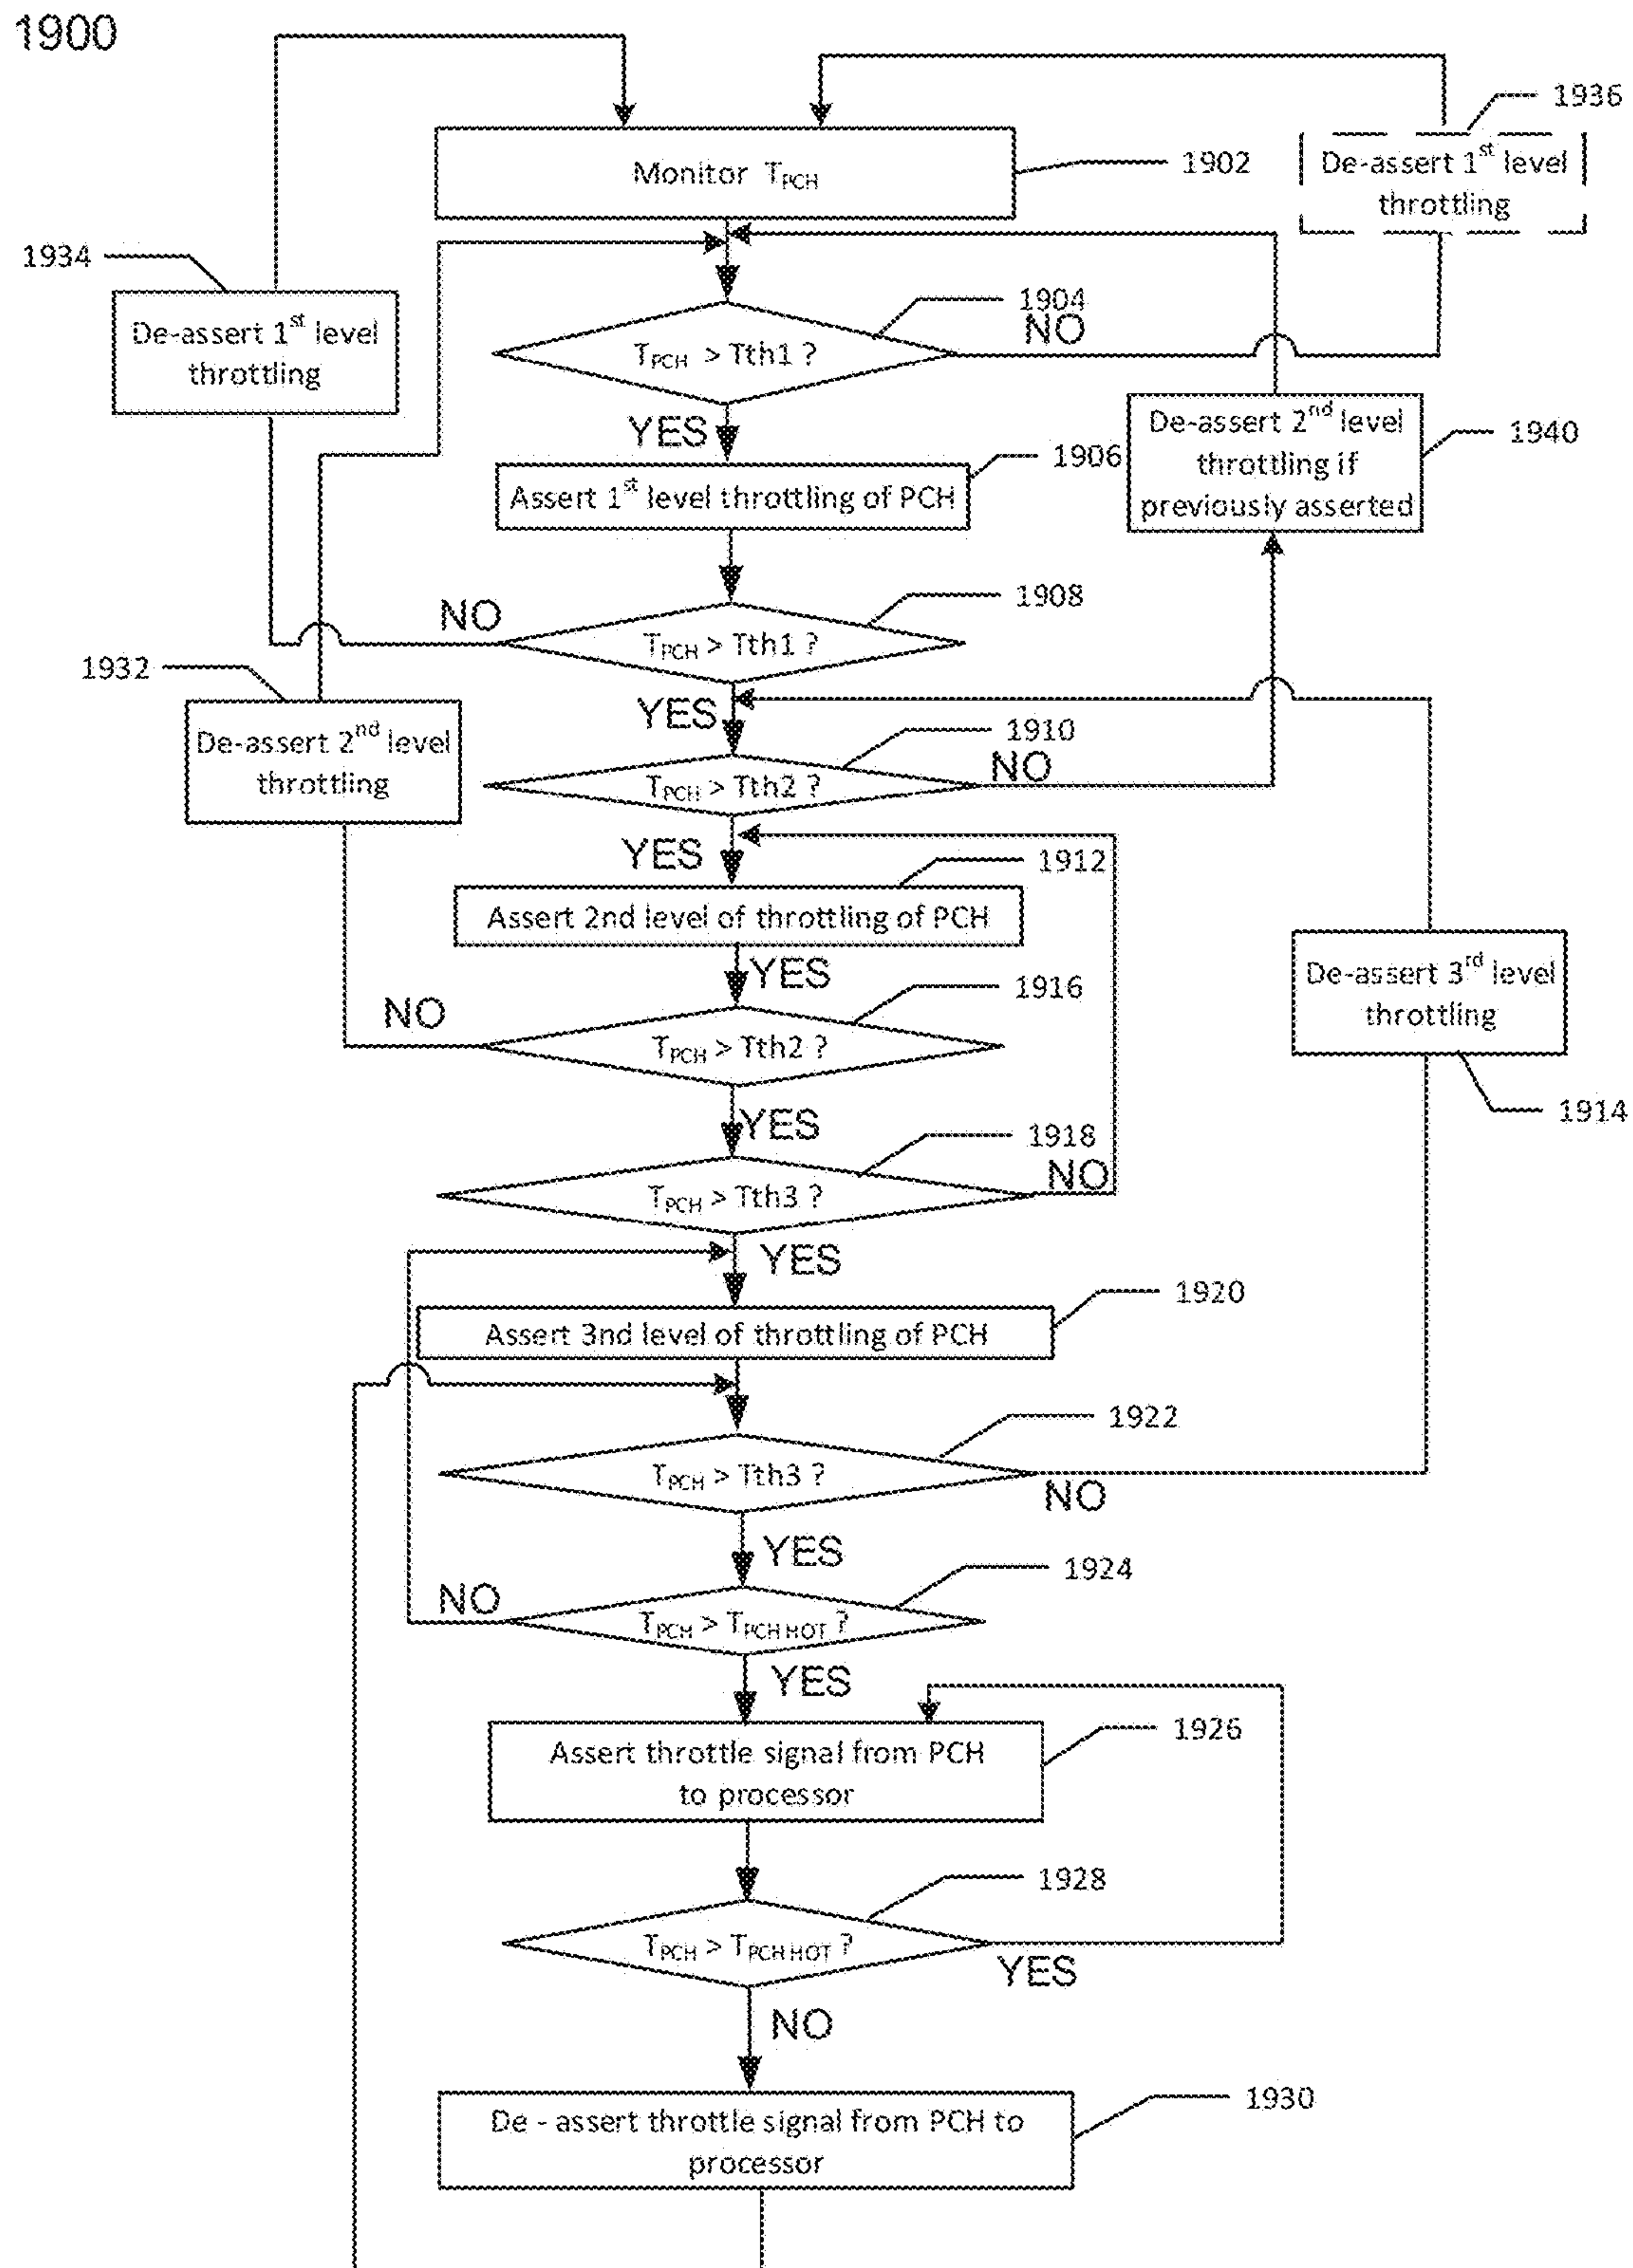 1900
1936
Monitor TPCH
1902
De-assert 1st level
throttling
1934
De-assert 1st level
throttling
1904
TPCH > Tth1 ?
NO
YES
De-assert 2nd level
throttling if
previously asserted
1940
1906
Assert 1st level throttling of PCH
1908
NO
TPCH > Tth1 ?
1932
YES
De-assert 2nd level
throttling
1910
TPCH > Tth2 ?
NO
YES
1912
Assert 2nd level of throttling of PCH
YES
De-assert 3rd level
throttling
1916
NO
TPCH > Tth2 ?
1914
YES
1918
TPCH > Tth3 ?
NO
YES
1920
Assert 3nd level of throttling of PCH
1922
TPCH > Tth3 ?
NO
YES
1924
NO
TPCH > TPCH HOT ?
YES
1926
Assert throttle signal from PCH
to processor
1928
TPCH > TPCH HOT ?
YES
NO
1930
De - assert throttle signal from PCH to
processor